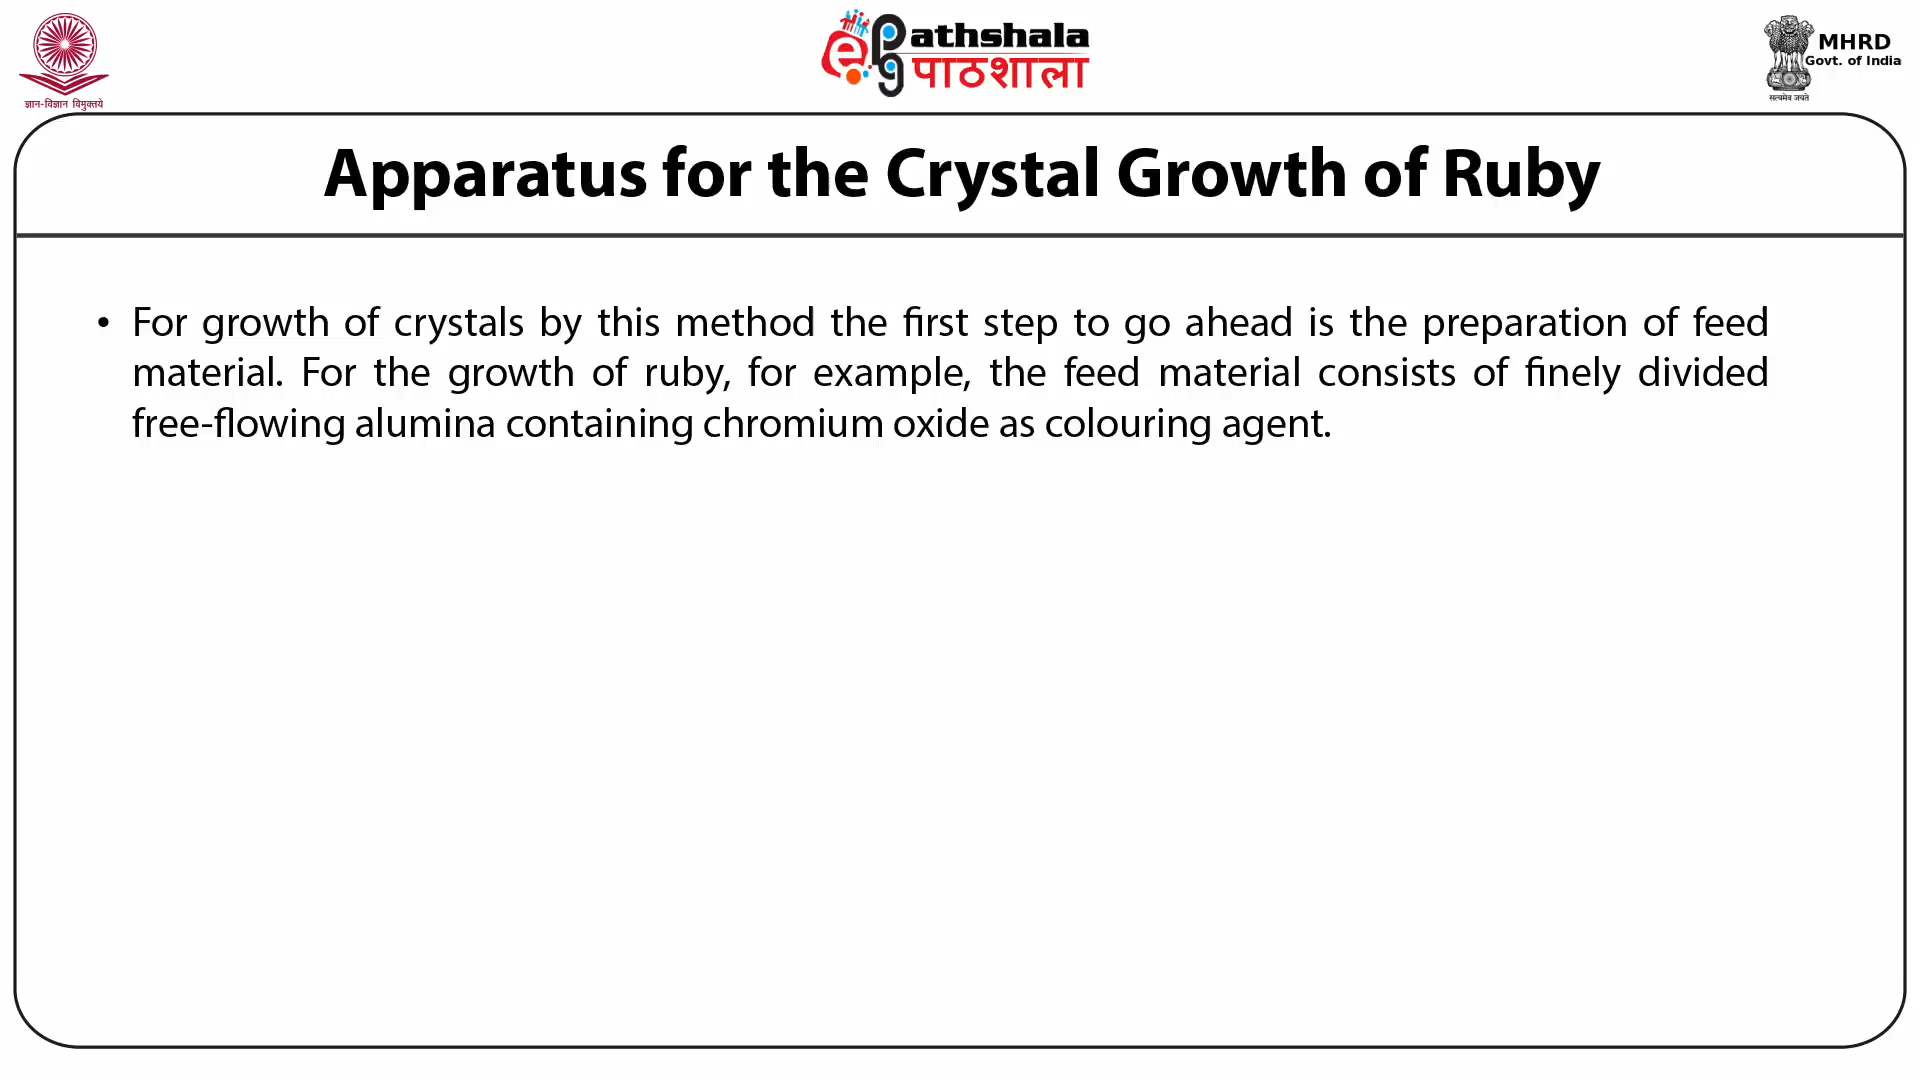 ज्ञान-विज्ञान विमुक्तये
e Pg athshala
पाठशाला
MHRD
Govt. of India
सत्यमेव जयते
Apparatus for the Crystal Growth of Ruby
• For growth of crystals by this method the first step to go ahead is the preparation of feed
material. For the growth of ruby, for example, the feed material consists of finely divided
free-flowing alumina containing chromium oxide as colouring agent.